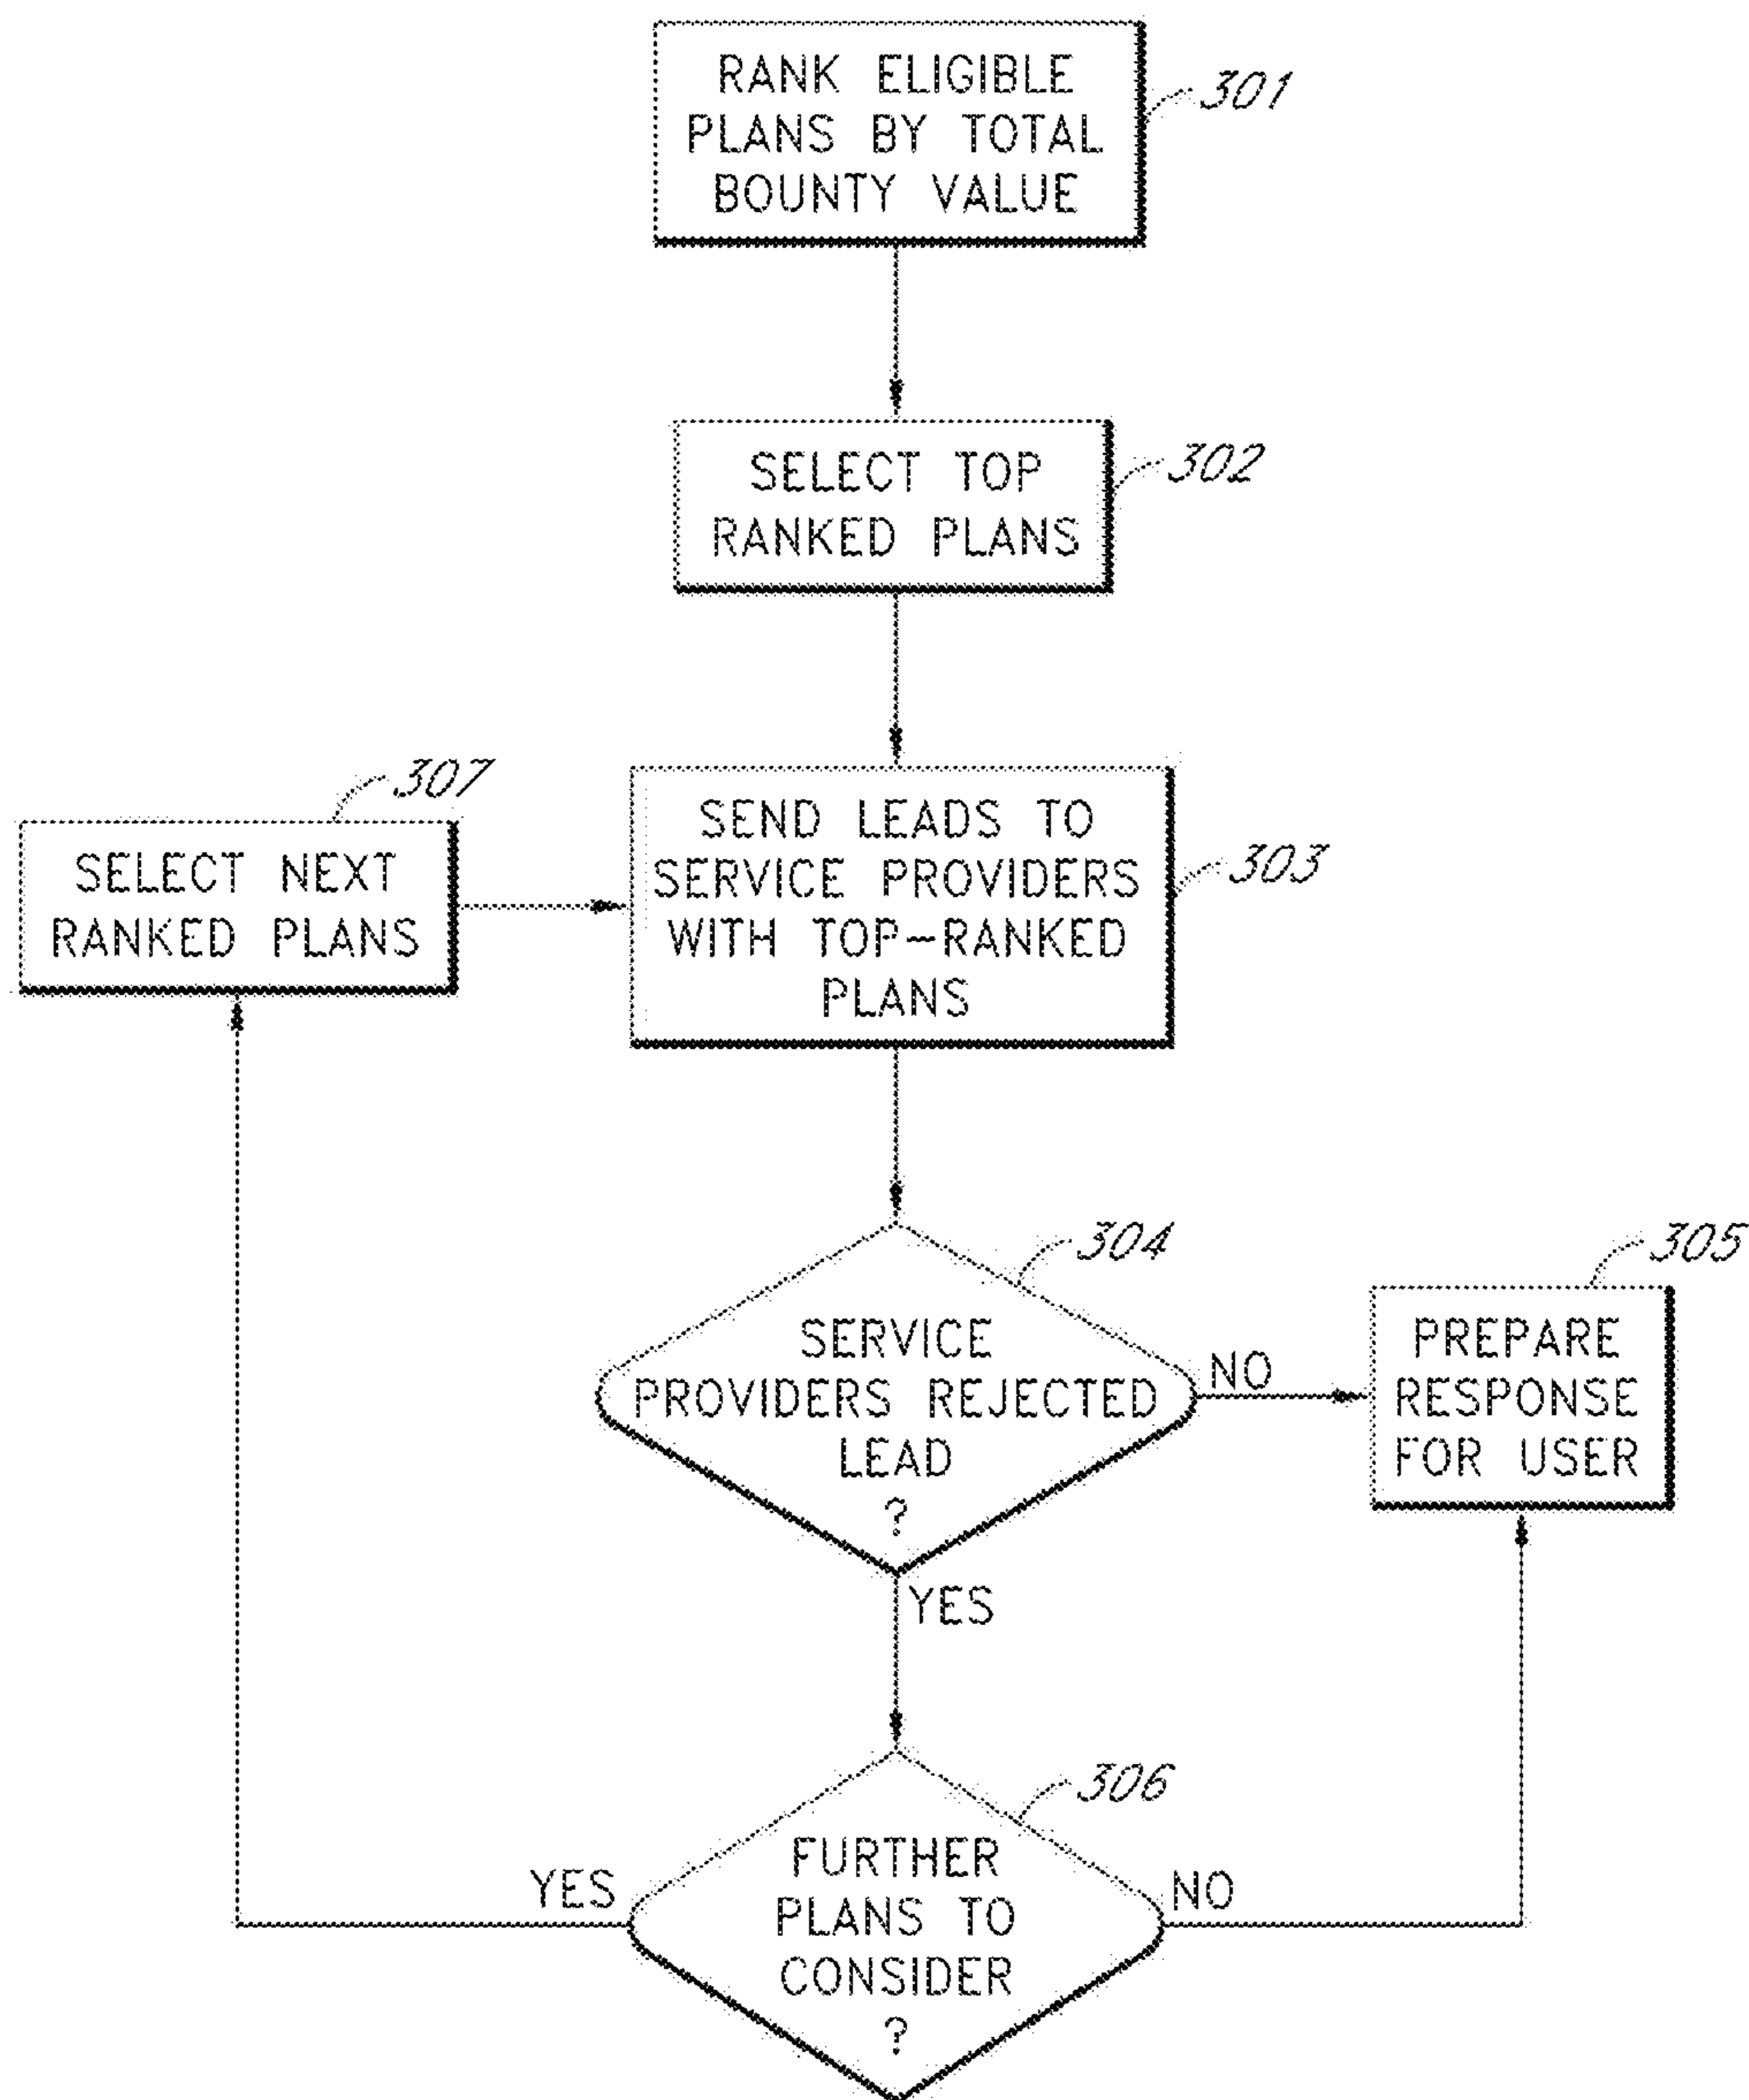 RANK ELIGIBLE
PLANS BY TOTAL
BOUNTY VALUE
301
SELECT TOP
RANKED PLANS
302
307
SELECT NEXT
RANKED PLANS
SEND LEADS TO
SERVICE PROVIDERS
WITH TOP-RANKED
PLANS
303
304
SERVICE
PROVIDERS REJECTED
LEAD
?
NO
YES
305
PREPARE
RESPONSE
FOR USER
306
FURTHER
PLANS TO
CONSIDER
?
YES
NO